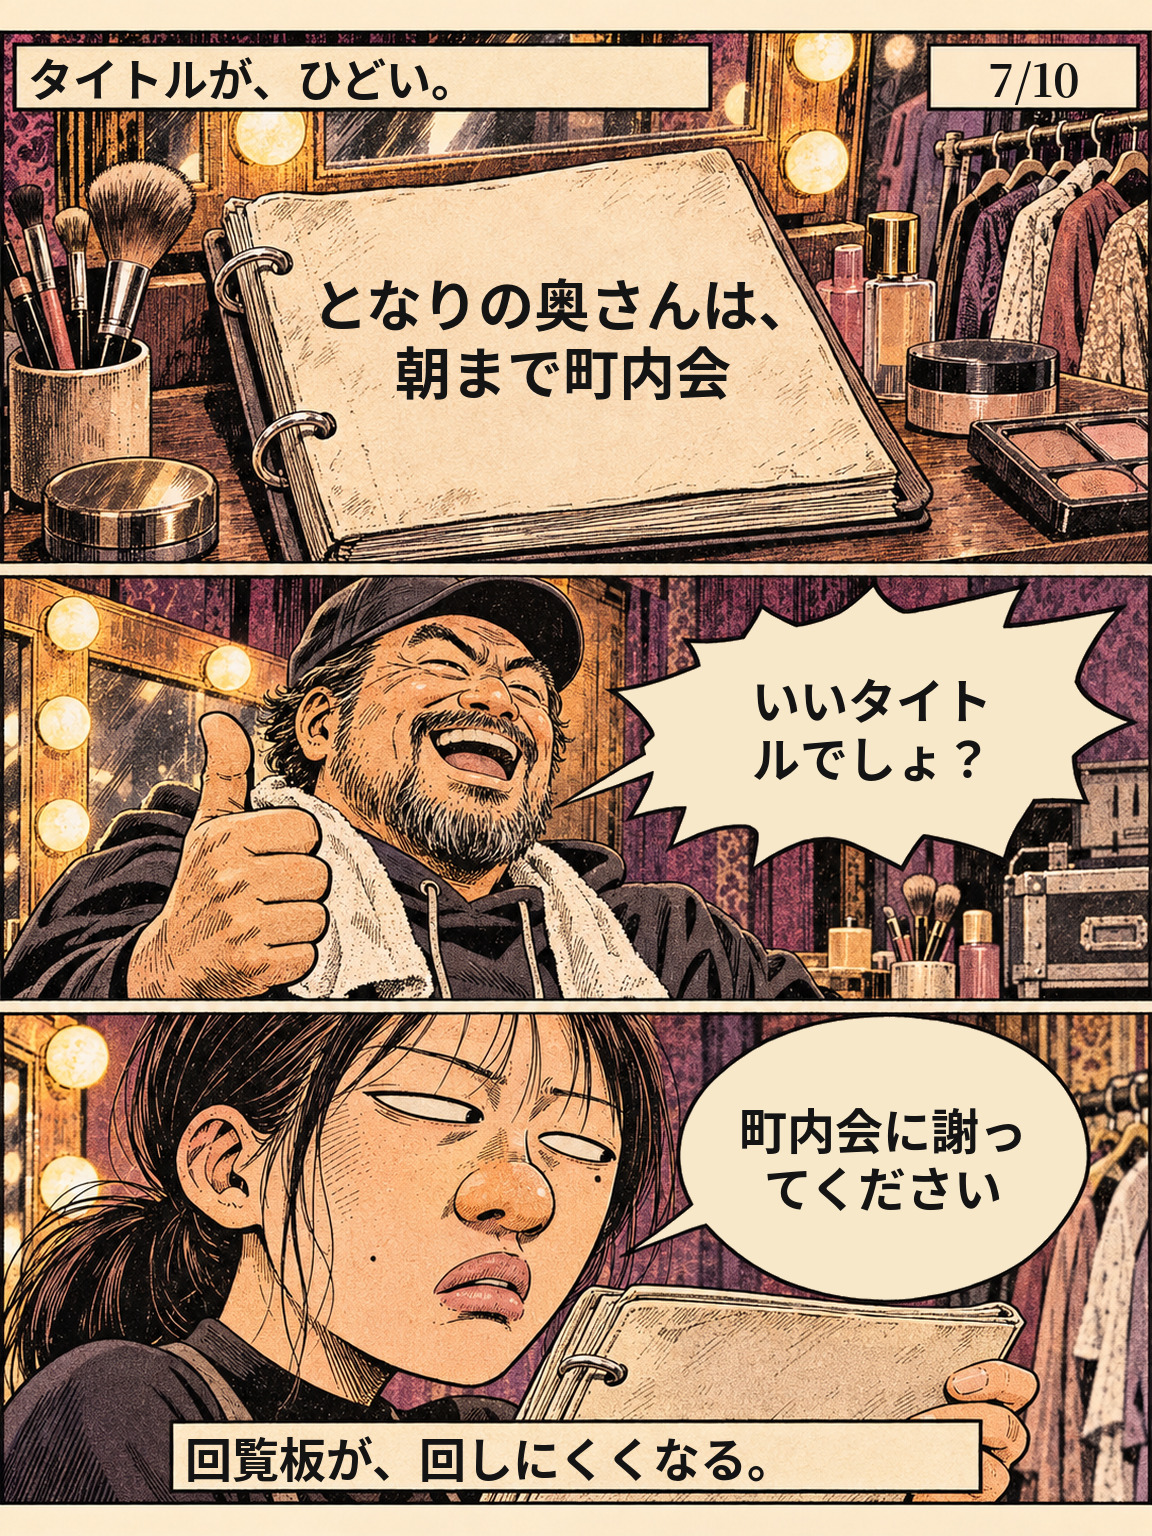 タイトルが、ひどい。
7/10
となりの奥さんは、
朝まで町内会
いいタイト
ルでしょ？
町内会に謝っ
てください
回覧板が、回しにくくなる。